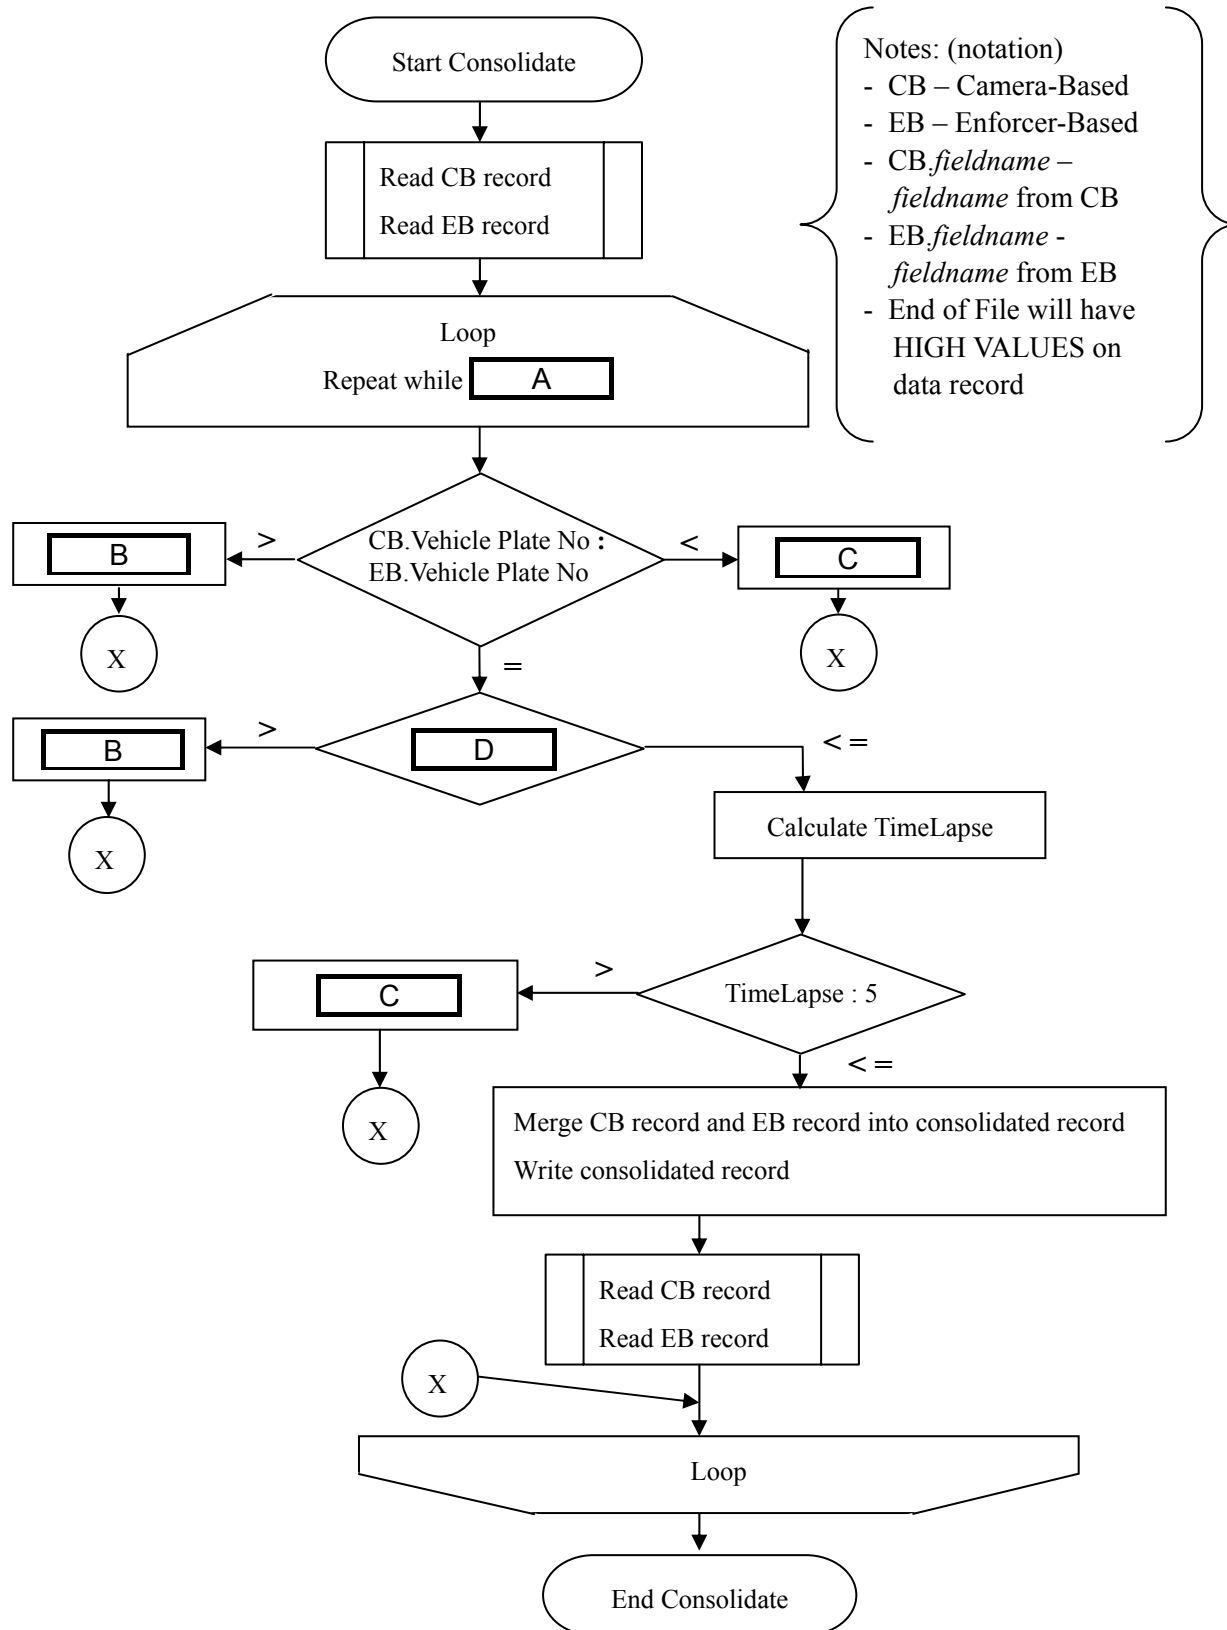 Start Consolidate
Read CB record
Read EB record
Loop
Repeat while A
Notes: (notation)
- CB – Camera-Based
- EB – Enforcer-Based
- CB.fieldname –
fieldname from CB
- EB.fieldname -
fieldname from EB
- End of File will have
HIGH VALUES on
data record
CB.Vehicle Plate No :
EB.Vehicle Plate No
>
<
=
B
X
C
X
D
>
< =
B
X
Calculate TimeLapse
TimeLapse : 5
>
< =
C
X
Merge CB record and EB record into consolidated record
Write consolidated record
Read CB record
Read EB record
X
Loop
End Consolidate